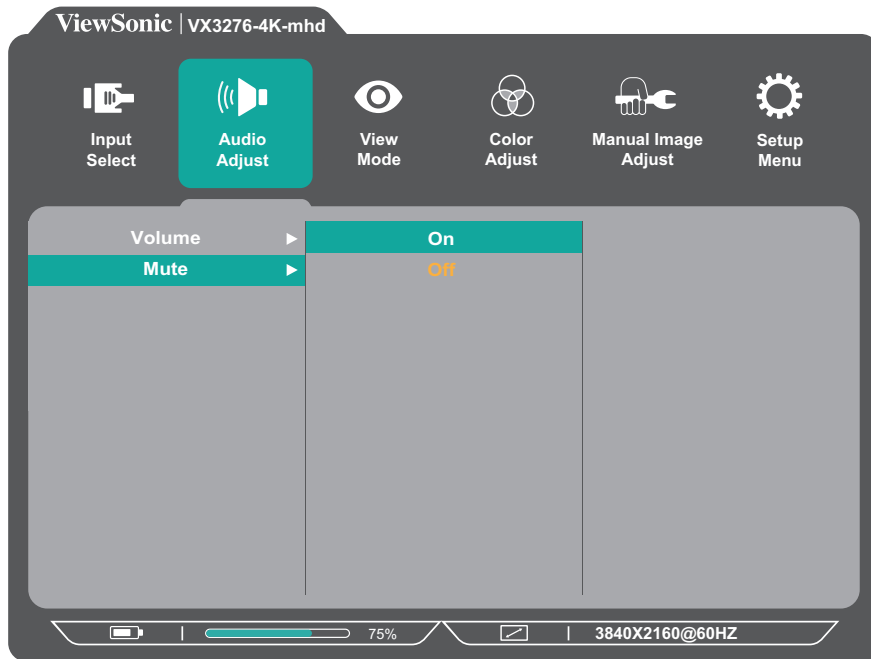 ViewSonic | VX3276-4K-mhd
Input
Select
Audio
Adjust
View
Mode
Color
Adjust
Manual Image
Adjust
Setup
Menu
Volume
On
Mute
Off
75%
3840X2160@60HZ